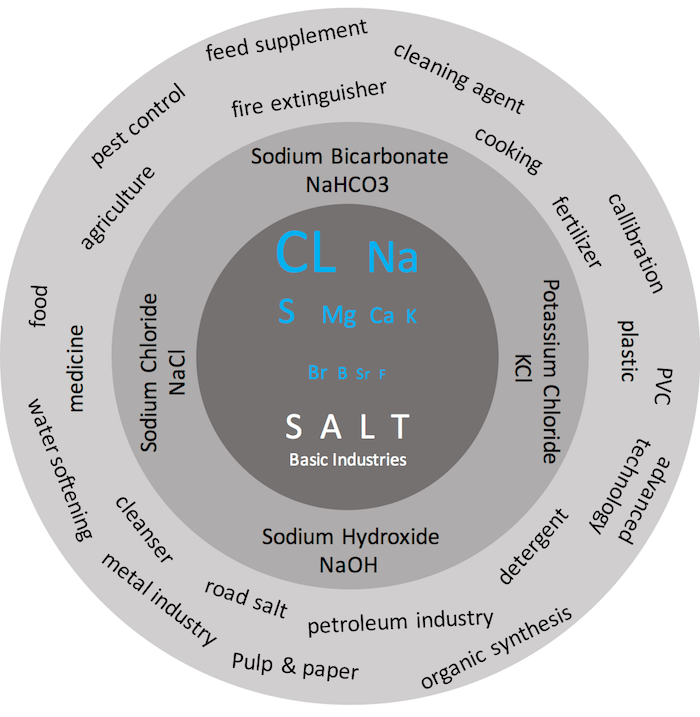 feed supplement
cleaning agent
fire extinguisher
pest control
cooking
agriculture
Sodium Bicarbonate
NaHCO3
fertilizer
callibration
CL Na
S Mg Ca K
food
medicine
Sodium Chloride
NaCl
Br B Sr F
KCl
Potassium Chloride
plastic
PVC
SALT
Basic Industries
water softening
advanced
technology
cleanser
Sodium Hydroxide
NaOH
detergent
metal industry
road salt
petroleum industry
organic synthesis
Pulp & paper